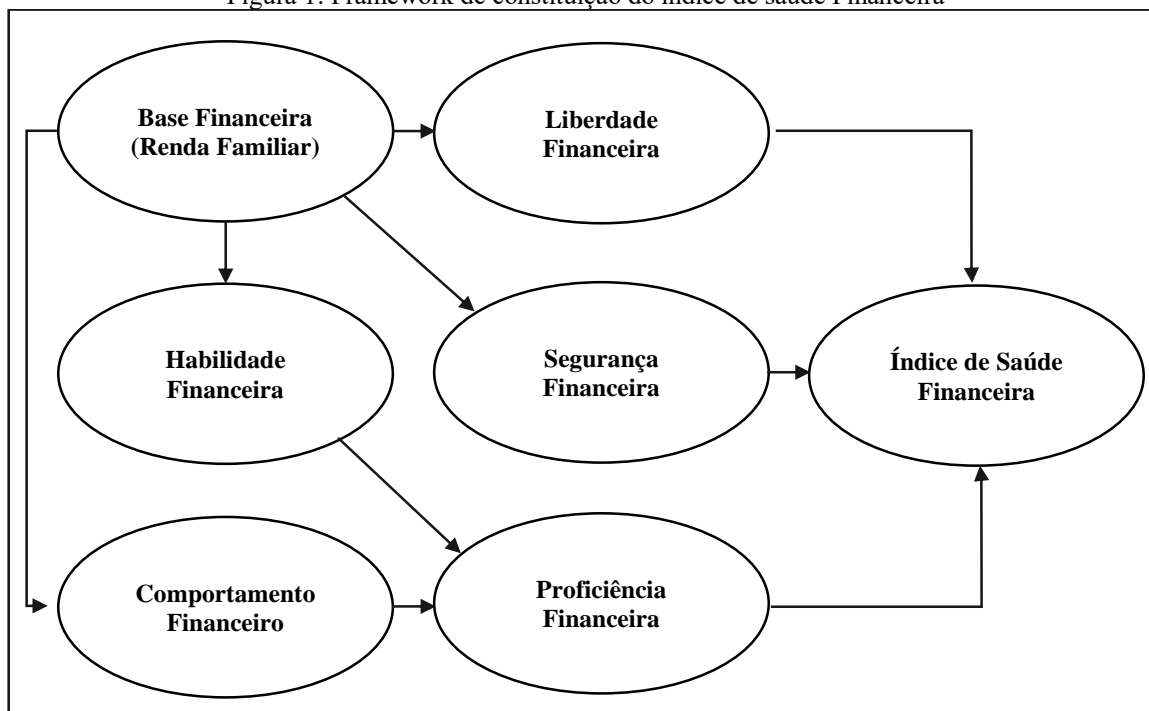 Figura 1: Framework de constituição do índice de saúde Financeira
Base Financeira
(Renda Familiar)
Liberdade
Financeira
Habilidade
Financeira
Segurança
Financeira
Índice de Saúde
Financeira
Comportamento
Financeiro
Proficiência
Financeira